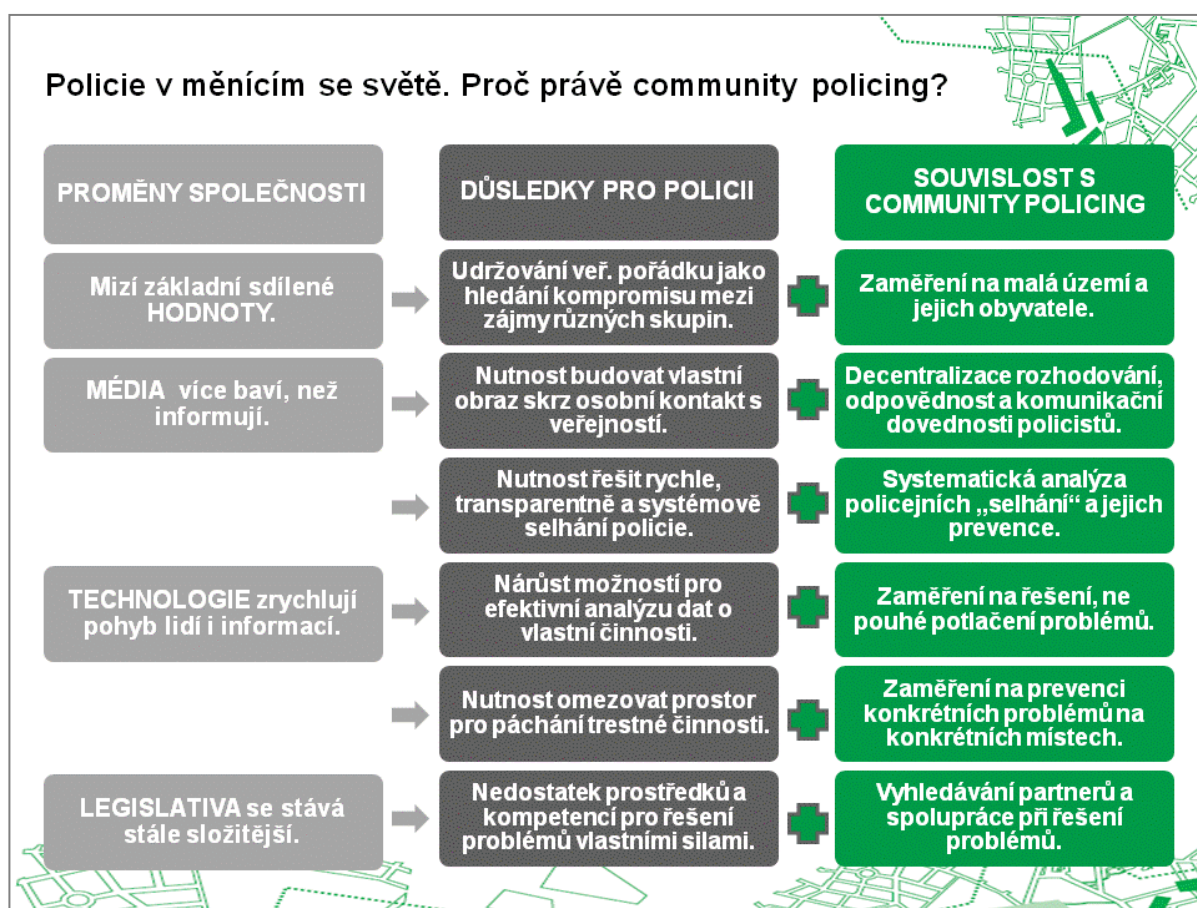 Policie v měnícím se světě. Proč právě community policing?
PROMĚNY SPOLEČNOSTI
DŮSLEDKY PRO POLICII
SOUVISLOST S
COMMUNITY POLICING
Mizí základní sdílené
HODNOTY.
Udržování veř. pořádku jako
hledání kompromisu mezi
zájmy různých skupin.
Zaměření na malá území a
jejich obyvatele.
MÉDIA více baví, než
informují.
Nutnost budovat vlastní
obraz skrz osobní kontakt s
veřejností.
Decentralizace rozhodování,
odpovědnost a komunikační
dovednosti policistů.
Nutnost řešit rychle,
transparentně a systémově
selhání policie.
Systematická analýza
policejních „selhání“ a jejich
prevence.
TECHNOLOGIE zrychlují
pohyb lidí i informací.
Nárůst možností pro
efektivní analýzu dat o
vlastní činnosti.
Zaměření na řešení, ne
pouhé potlačení problémů.
Nutnost omezovat prostor
pro páchání trestné činnosti.
Zaměření na prevenci
konkrétních problémů na
konkrétních místech.
LEGISLATIVA se stává
stále složitější.
Nedostatek prostředků a
kompetencí pro řešení
problémů vlastními silami.
Vyhledávání partnerů a
spolupráce při řešení
problémů.